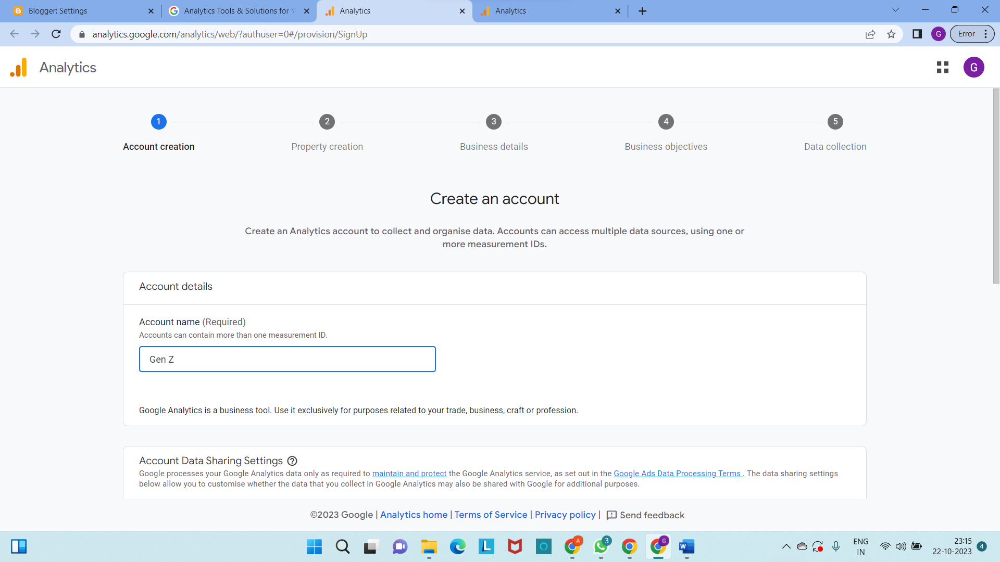 Blogger: Settings
Analytics Tools & Solutions for Y
Analytics
Analytics
analytics.google.com/analytics/web/?authuser=0#/provision/SignUp
G
Error
Analytics
G
1
2
3
4
5
Account creation
Property creation
Business details
Business objectives
Data collection
Create an account
Create an Analytics account to collect and organise data. Accounts can access multiple data sources, using one or
more measurement IDs.
Account details
Account name (Required)
Accounts can contain more than one measurement ID.
Gen Z
Google Analytics is a business tool. Use it exclusively for purposes related to your trade, business, craft or profession.
Account Data Sharing Settings
Google processes your Google Analytics data only as required to maintain and protect the Google Analytics service, as set out in the Google Ads Data Processing Terms . The data sharing settings
below allow you to customise whether the data that you collect in Google Analytics may also be shared with Google for additional purposes.
©2023 Google | Analytics home | Terms of Service | Privacy policy | Send feedback
L
A
3
G
W
ENG
IN
23:15
22-10-2023
4